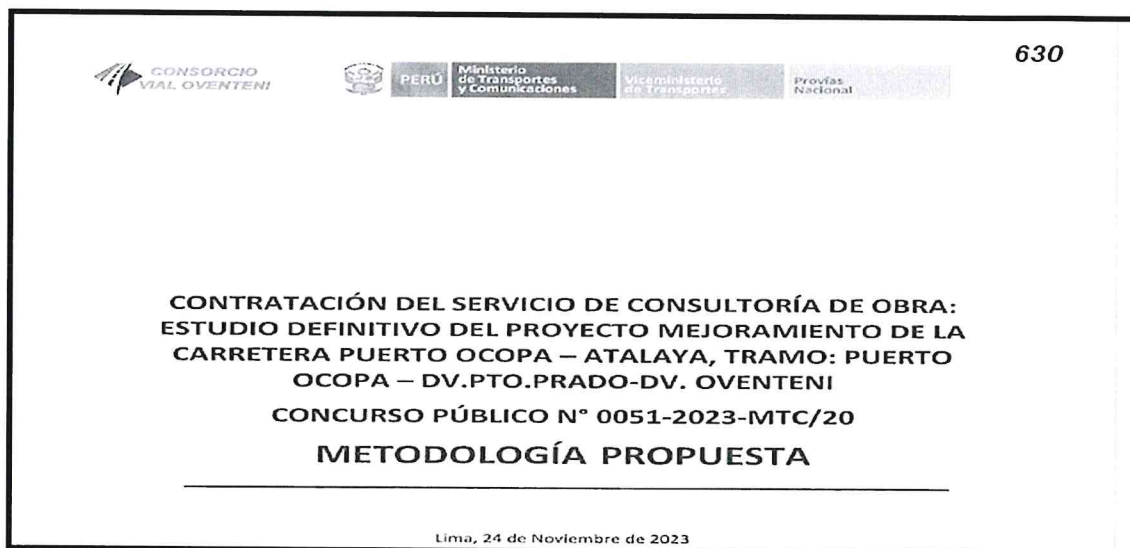 630
CONSORCIO
VIAL OVENTENI
PERÚ
Ministerio
de Transportes
y Comunicaciones
Viceministerio
de Transportes
Provías
Nacional
CONTRATACIÓN DEL SERVICIO DE CONSULTORÍA DE OBRA:
ESTUDIO DEFINITIVO DEL PROYECTO MEJORAMIENTO DE LA
CARRETERA PUERTO OCOPA – ATALAYA, TRAMO: PUERTO
OCOPA – DV.PTO.PRADO-DV. OVENTENI
CONCURSO PÚBLICO N° 0051-2023-MTC/20
METODOLOGÍA PROPUESTA
Lima, 24 de Noviembre de 2023